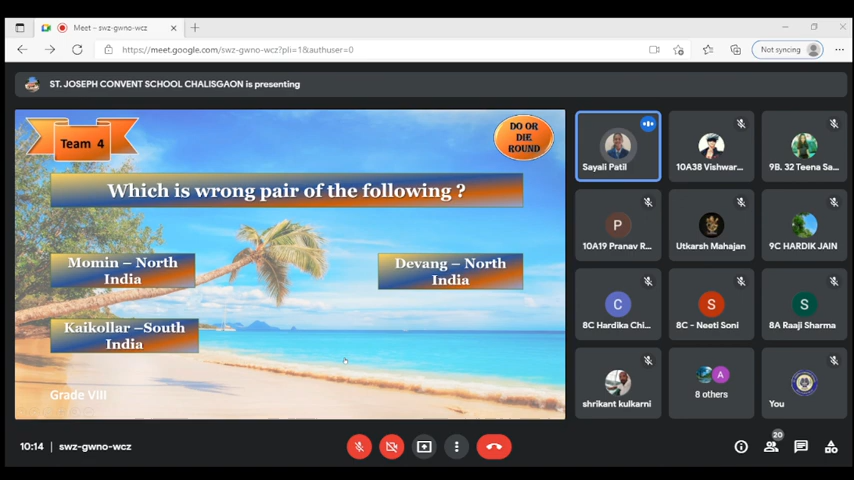 Meet – swz-gwno-wcz
https://meet.google.com/swz-gwno-wcz?pli=1&authuser=0
Not syncing
ST. JOSEPH CONVENT SCHOOL CHALISGAON is presenting
Team 4
DO OR
DIE
ROUND
Which is wrong pair of the following ?
Momin – North
India
Devang – North
India
Kaikollar –South
India
Grade VIII
Sayali Patil
10A38 Vishwar...
9B. 32 Teena Sa...
P
10A19 Pranav R...
Utkarsh Mahajan
9C HARDIK JAIN
C
8C Hardika Chi...
S
8C - Neeti Soni
S
8A Raaji Sharma
shrikant kulkarni
A
8 others
You
10:14 | swz-gwno-wcz
20